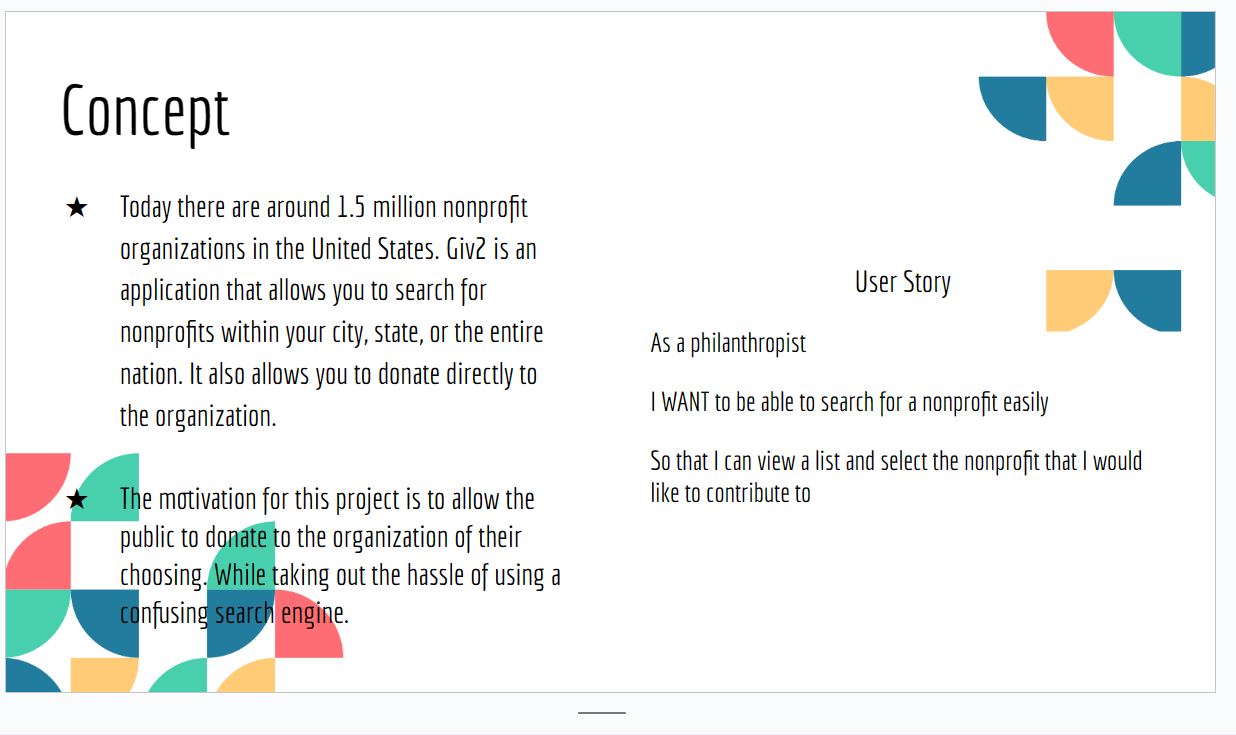 Concept
★ Today there are around 1.5 million nonprofit
organizations in the United States. Giv2 is an
application that allows you to search for
nonprofits within your city, state, or the entire
nation. It also allows you to donate directly to
the organization.
★ The motivation for this project is to allow the
public to donate to the organization of their
choosing. While taking out the hassle of using a
confusing search engine.
User Story
As a philanthropist
I WANT to be able to search for a nonprofit easily
So that I can view a list and select the nonprofit that I would
like to contribute to